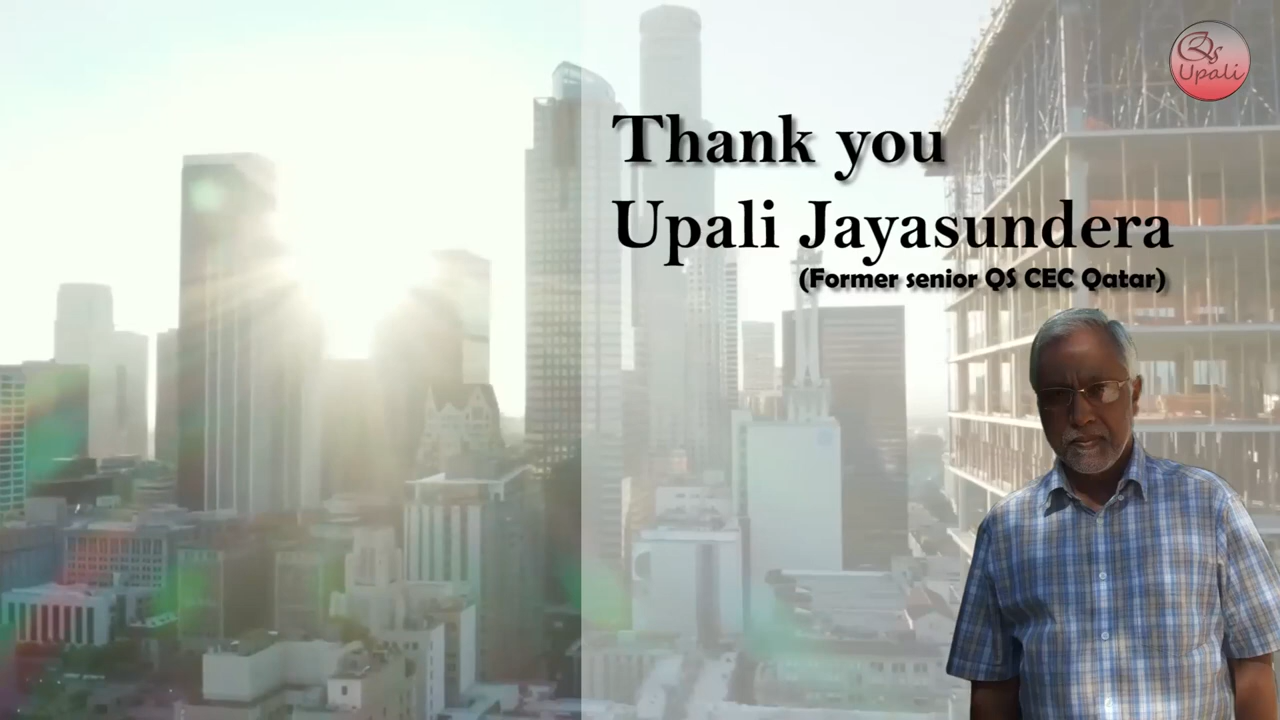 Qs
Upali
Thank you
Upali Jayasundera
(Former senior QS CEC Qatar)